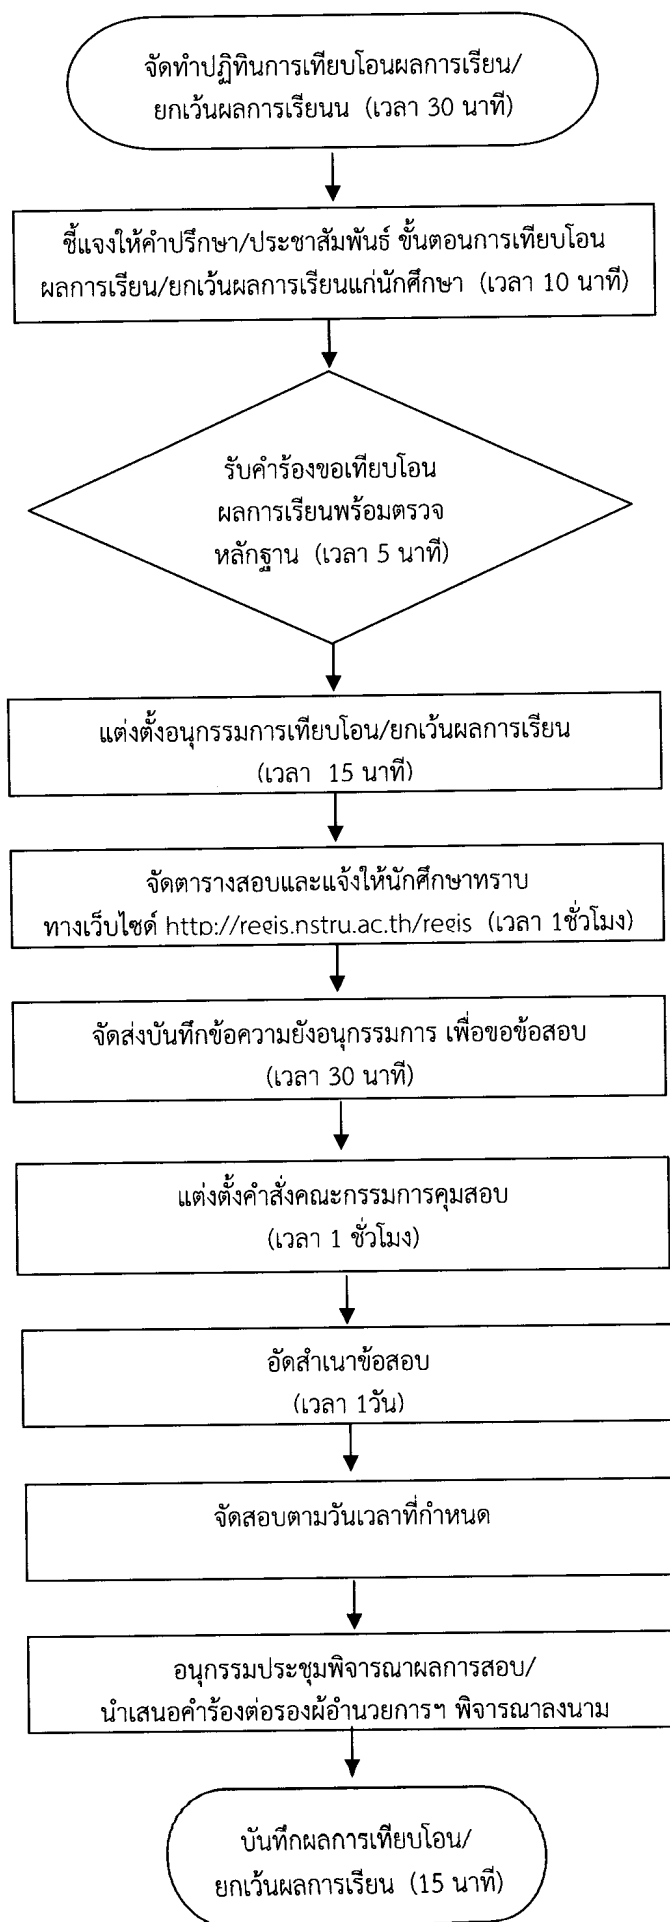 จัดทำปฏิทินการเทียบโอนผลการเรียน/
ยกเว้นผลการเรียนน (เวลา 30 นาที)
ชี้แจงให้คำปรึกษา/ประชาสัมพันธ์ ขั้นตอนการเทียบโอน
ผลการเรียน/ยกเว้นผลการเรียนแก่นักศึกษา (เวลา 10 นาที)
รับคำร้องขอเทียบโอน
ผลการเรียนพร้อมตรวจ
หลักฐาน (เวลา 5 นาที)
แต่งตั้งอนุกรรมการเทียบโอน/ยกเว้นผลการเรียน
(เวลา 15 นาที)
จัดตารางสอบและแจ้งให้นักศึกษาทราบ
ทางเว็บไซด์ http://regis.nstru.ac.th/regis (เวลา 1ชั่วโมง)
จัดส่งบันทึกข้อความยังอนุกรรมการ เพื่อขอข้อสอบ
(เวลา 30 นาที)
แต่งตั้งคำสั่งคณะกรรมการคุมสอบ
(เวลา 1 ชั่วโมง)
อัดสำเนาข้อสอบ
(เวลา 1วัน)
จัดสอบตามวันเวลาที่กำหนด
อนุกรรมประชุมพิจารณาผลการสอบ/
นำเสนอคำร้องต่อรองผู้อำนวยการฯ พิจารณาลงนาม
บันทึกผลการเทียบโอน/
ยกเว้นผลการเรียน (15 นาที)